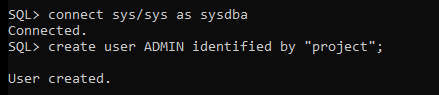 SQL> connect sys/sys as sysdba
Connected.
SQL> create user ADMIN identified by "project";
User created.